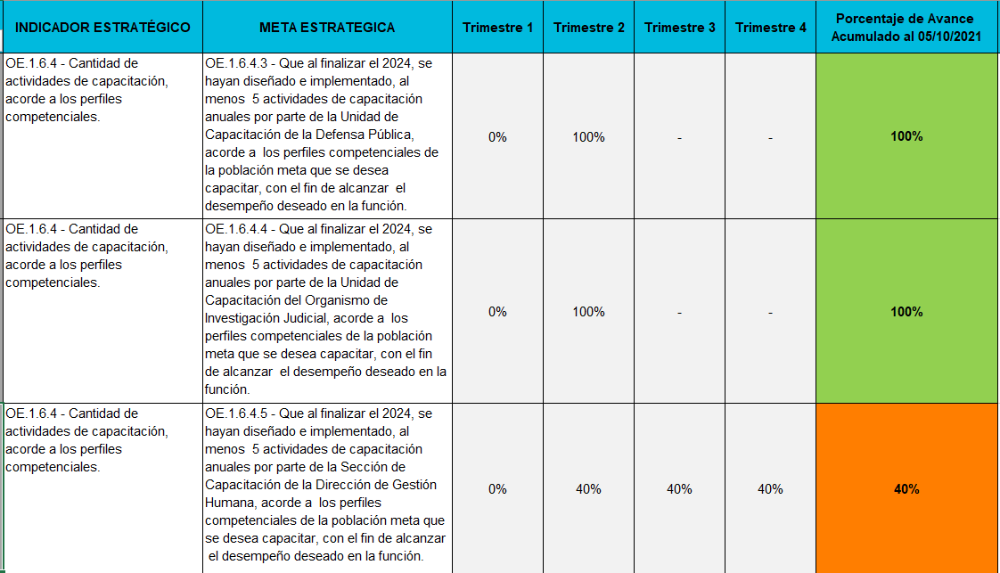 INDICADOR ESTRATÉGICO
META ESTRATEGICA
Trimestre 1
Trimestre 2
Trimestre 3
Trimestre 4
Porcentaje de Avance
Acumulado al 05/10/2021
OE.1.6.4 - Cantidad de
actividades de capacitación,
acorde a los perfiles
competenciales.
OE.1.6.4.3 - Que al finalizar el 2024, se
hayan diseñado e implementado, al
menos  5 actividades de capacitación
anuales por parte de la Unidad de
Capacitación de la Defensa Pública,
acorde a  los perfiles competenciales de
la población meta que se desea
capacitar, con el fin de alcanzar  el
desempeño deseado en la función.
0%
100%
-
-
100%
OE.1.6.4 - Cantidad de
actividades de capacitación,
acorde a los perfiles
competenciales.
OE.1.6.4.4 - Que al finalizar el 2024, se
hayan diseñado e implementado, al
menos  5 actividades de capacitación
anuales por parte de la Unidad de
Capacitación del Organismo de
Investigación Judicial, acorde a  los
perfiles competenciales de la población
meta que se desea capacitar, con el fin
de alcanzar  el desempeño deseado en la
función.
0%
100%
-
-
100%
OE.1.6.4 - Cantidad de
actividades de capacitación,
acorde a los perfiles
competenciales.
OE.1.6.4.5 - Que al finalizar el 2024, se
hayan diseñado e implementado, al
menos  5 actividades de capacitación
anuales por parte de la Sección de
Capacitación de la Dirección de Gestión
Humana, acorde a  los perfiles
competenciales de la población meta que
se desea capacitar, con el fin de alcanzar
el desempeño deseado en la función.
0%
40%
40%
40%
40%